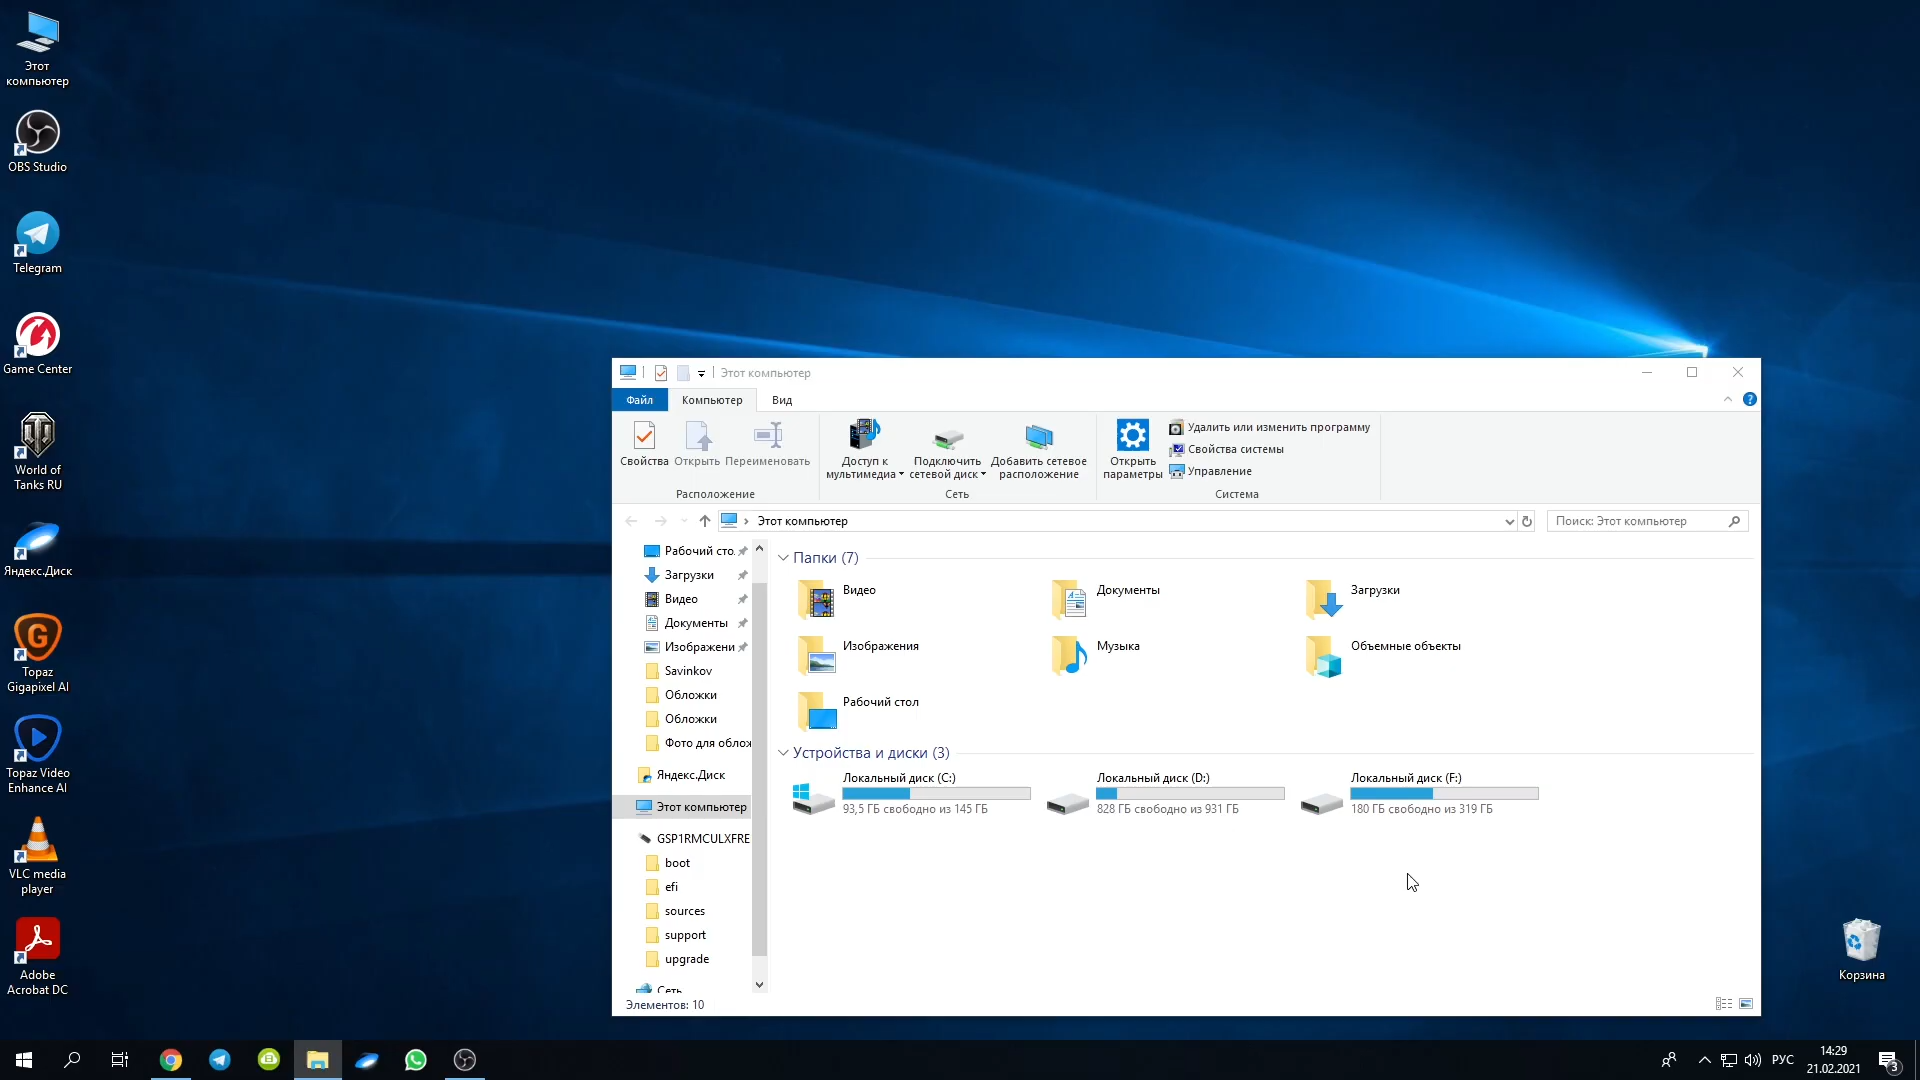 Этот
компьютер
OBS Studio
Telegram
Game Center
World of
Tanks RU
Яндекс.Диск
Topaz
Gigapixel AI
Topaz Video
Enhance AI
VLC media
player
Adobe
Acrobat DC
Корзина
Этот компьютер
Файл
Компьютер
Вид
Свойства
Открыть
Переименовать
Расположение
Доступ к
мультимедиа
Подключить
сетевой диск
Добавить сетевое
расположение
Сеть
Открыть
параметры
Удалить или изменить программу
Свойства системы
Управление
Система
Этот компьютер
Поиск: Этот компьютер
Рабочий сто
Загрузки
Видео
Документы
Изображени
Savinkov
Обложки
Обложки
Фото для облож
Яндекс.Диск
Этот компьютер
GSP1RMCULXFRE
boot
efi
sources
support
upgrade
Сеть
Папки (7)
Видео
Документы
Загрузки
Изображения
Музыка
Объемные объекты
Рабочий стол
Устройства и диски (3)
Локальный диск (C:)
93,5 ГБ свободно из 145 ГБ
Локальный диск (D:)
828 ГБ свободно из 931 ГБ
Локальный диск (F:)
180 ГБ свободно из 319 ГБ
Элементов: 10
РУС
14:29
21.02.2021
3